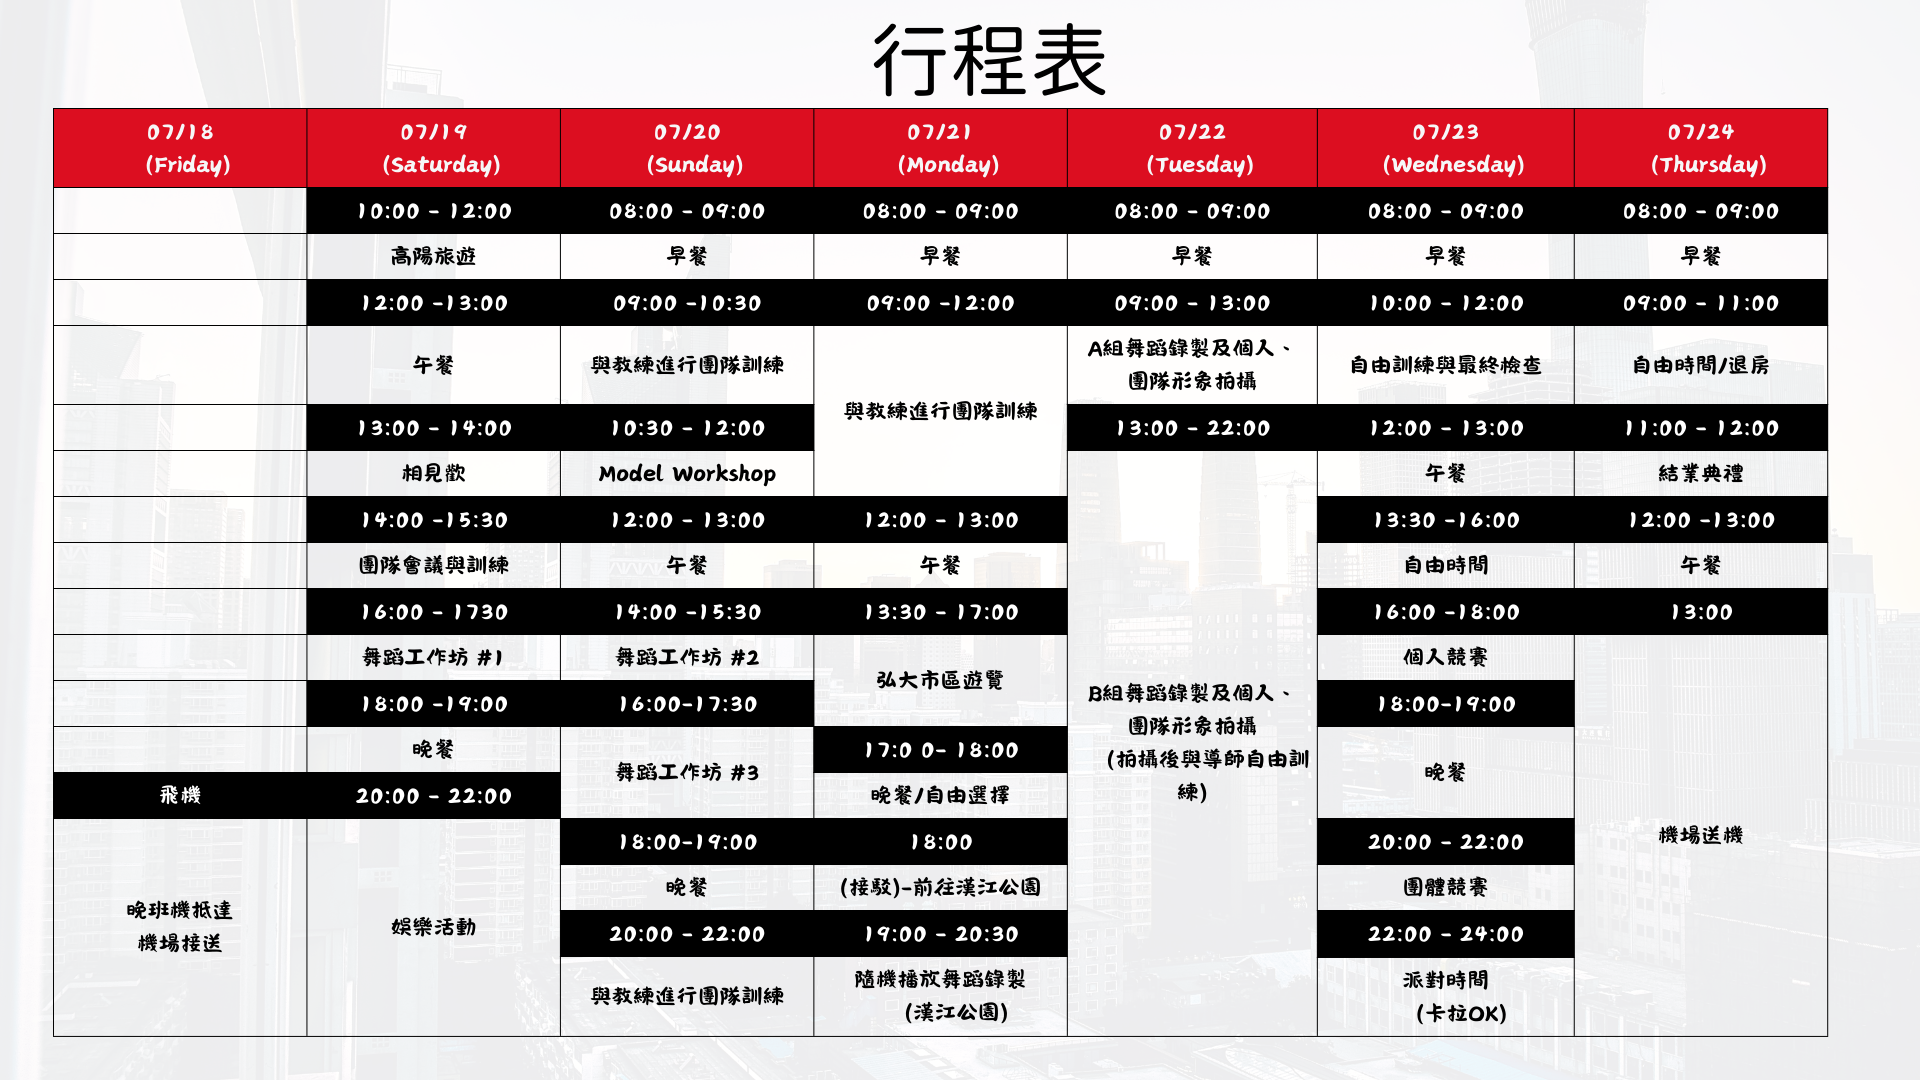 行程表
07/18
(Friday)
07/19
(Saturday)
07/20
(Sunday)
07/21
(Monday)
07/22
(Tuesday)
07/23
(Wednesday)
07/24
(Thursday)
10:00 - 12:00
08:00 - 09:00
08:00 - 09:00
08:00 - 09:00
08:00 - 09:00
08:00 - 09:00
高陽旅遊
早餐
早餐
早餐
早餐
早餐
12:00 -13:00
09:00 -10:30
09:00 -12:00
09:00 - 13:00
10:00 - 12:00
09:00 - 11:00
午餐
與教練進行團隊訓練
與教練進行團隊訓練
A組舞蹈錄製及個人、
團隊形象拍攝
自由訓練與最終檢查
自由時間/退房
13:00 - 14:00
10:30 - 12:00
13:00 - 22:00
12:00 - 13:00
11:00 - 12:00
相見歡
Model Workshop
午餐
結業典禮
14:00 -15:30
12:00 - 13:00
12:00 - 13:00
13:30 -16:00
12:00 -13:00
團隊會議與訓練
午餐
午餐
自由時間
午餐
16:00 - 1730
14:00 -15:30
13:30 - 17:00
16:00 -18:00
13:00
舞蹈工作坊 #1
舞蹈工作坊 #2
弘大市區遊覽
B組舞蹈錄製及個人、
團隊形象拍攝
(拍攝後與導師自由訓
練)
個人競賽
18:00 -19:00
16:00-17:30
18:00-19:00
晚餐
舞蹈工作坊 #3
17:0 0- 18:00
晚餐
飛機
20:00 - 22:00
晚餐/自由選擇
18:00-19:00
18:00
20:00 - 22:00
機場送機
晚班機抵達
機場接送
娛樂活動
晚餐
(接駁)-前往漢江公園
團體競賽
20:00 - 22:00
19:00 - 20:30
22:00 - 24:00
與教練進行團隊訓練
隨機播放舞蹈錄製
(漢江公園)
派對時間
(卡拉OK)